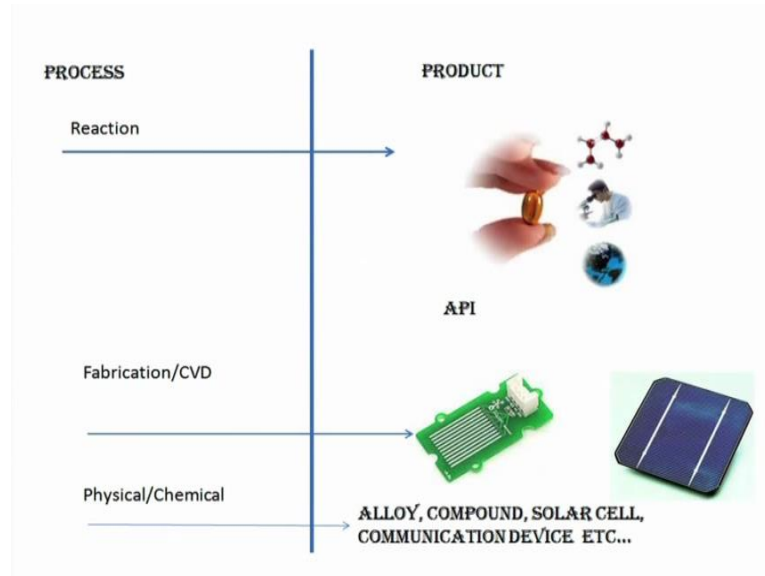 PROCESS
PRODUCT
Reaction
API
Fabrication/CVD
Physical/Chemical
ALLOY, COMPOUND, SOLAR CELL,
COMMUNICATION DEVICE ETC...